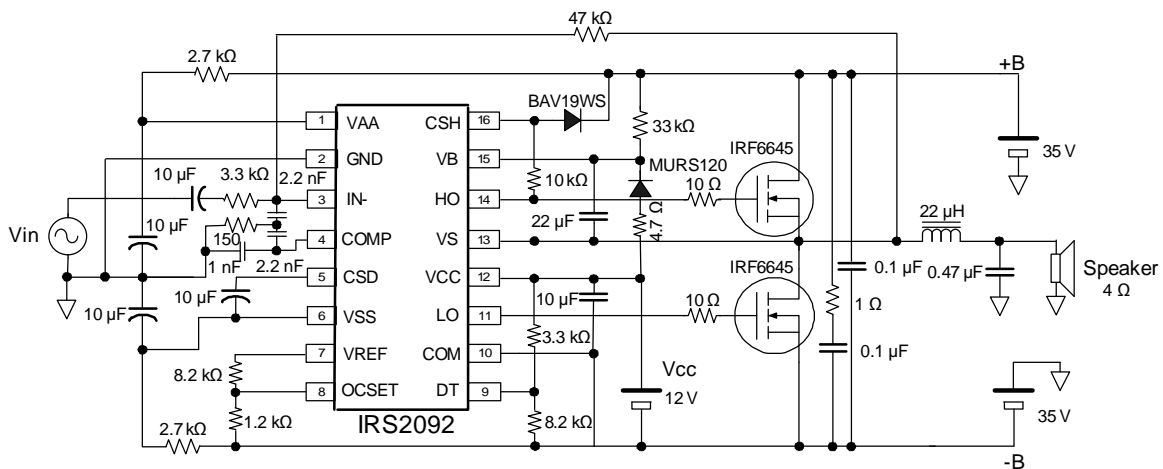 47 kΩ
2.7 kΩ
+B
BAV19WS
1 VAA CSH 16
33 kΩ
IRF6645
35 V
2 GND VB 15
MURS120
10 µF 3.3 kΩ 2.2 nF
10 kΩ
10 Ω
3 IN- HO 14
22 µF
4.7 Ω
22 µH
Vin
10 µF
150
4 COMP VS 13
1 nF 2.2 nF
IRF6645
0.1 µF
0.47 µF
Speaker
4 Ω
5 CSD VCC 12
10 µF
10 µF
10 Ω
1 Ω
10 µF
6 VSS LO 11
3.3 kΩ
0.1 µF
7 VREF COM 10
8.2 kΩ
Vcc
12 V
8 OCSET DT 9
35 V
1.2 kΩ
IRS2092
8.2 kΩ
2.7 kΩ
-B